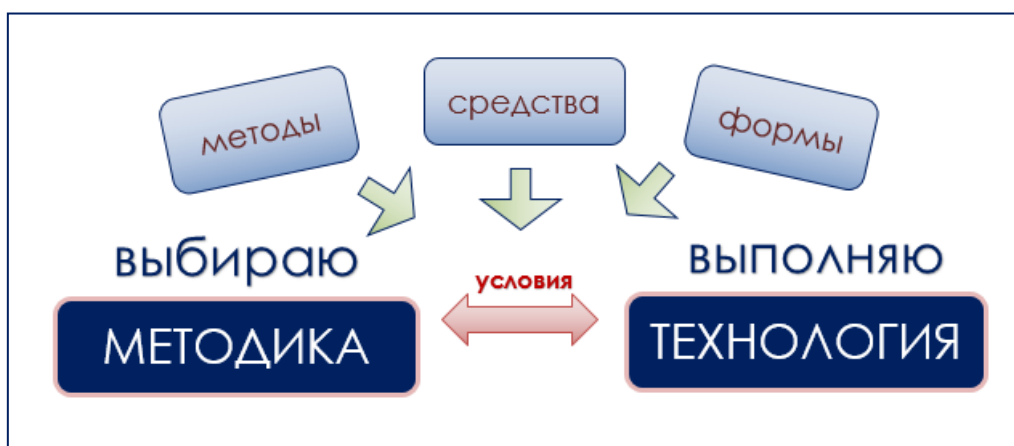 методы
средства
формы
выбираю
выполняю
условия
МЕТОДИКА
ТЕХНОЛОГИЯ